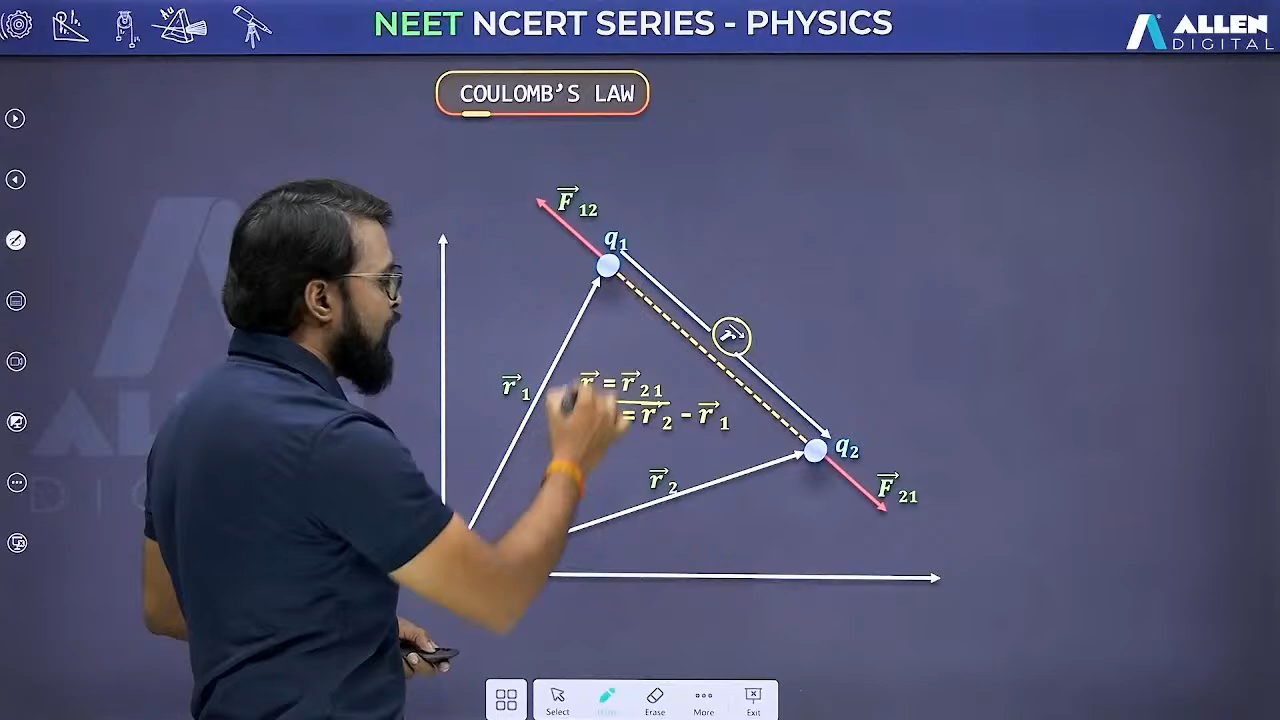 NEET NCERT SERIES - PHYSICS
ALLEN
DIGITAL
COULOMB'S LAW
F⃗ 12
q1
r⃗
r⃗ 1
r⃗ = r⃗ 21
= r⃗ 2 - r⃗ 1
q2
r⃗ 2
F⃗ 21
Select
Erase
More
Exit